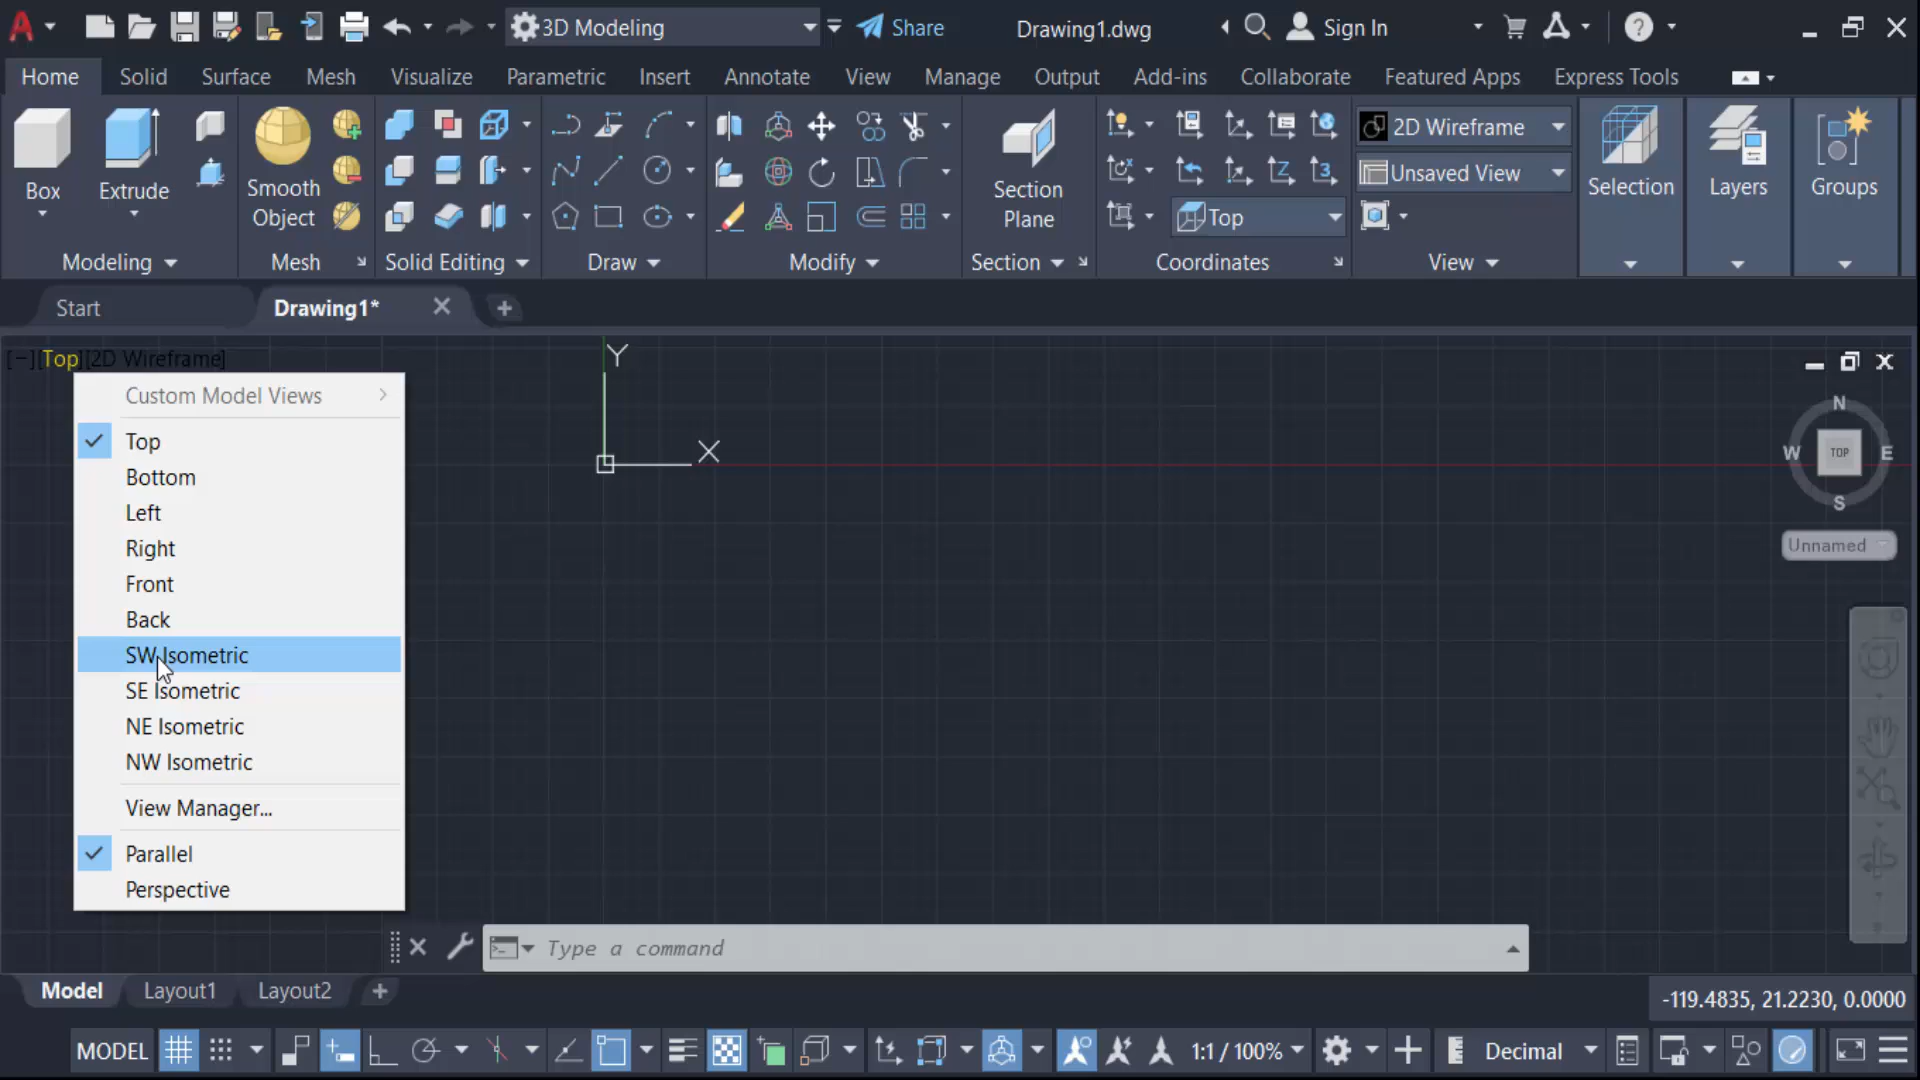 A 3D Modeling Share Drawing1.dwg Sign In
Home Solid Surface Mesh Visualize Parametric Insert Annotate View Manage Output Add-ins Collaborate Featured Apps Express Tools
2D Wireframe
Unsaved View
Box Extrude Smooth Object Section Plane Selection Layers Groups
Top
Modeling Mesh Solid Editing Draw Modify Section Coordinates View
Start Drawing1* +
[−][Top][2D Wireframe]
Y
X
N
W TOP E
S
Unnamed
Custom Model Views
Top
Bottom
Left
Right
Front
Back
SW Isometric
SE Isometric
NE Isometric
NW Isometric
View Manager...
Parallel
Perspective
Type a command
Model Layout1 Layout2 +
-119.4835, 21.2230, 0.0000
MODEL 1:1 / 100% Decimal